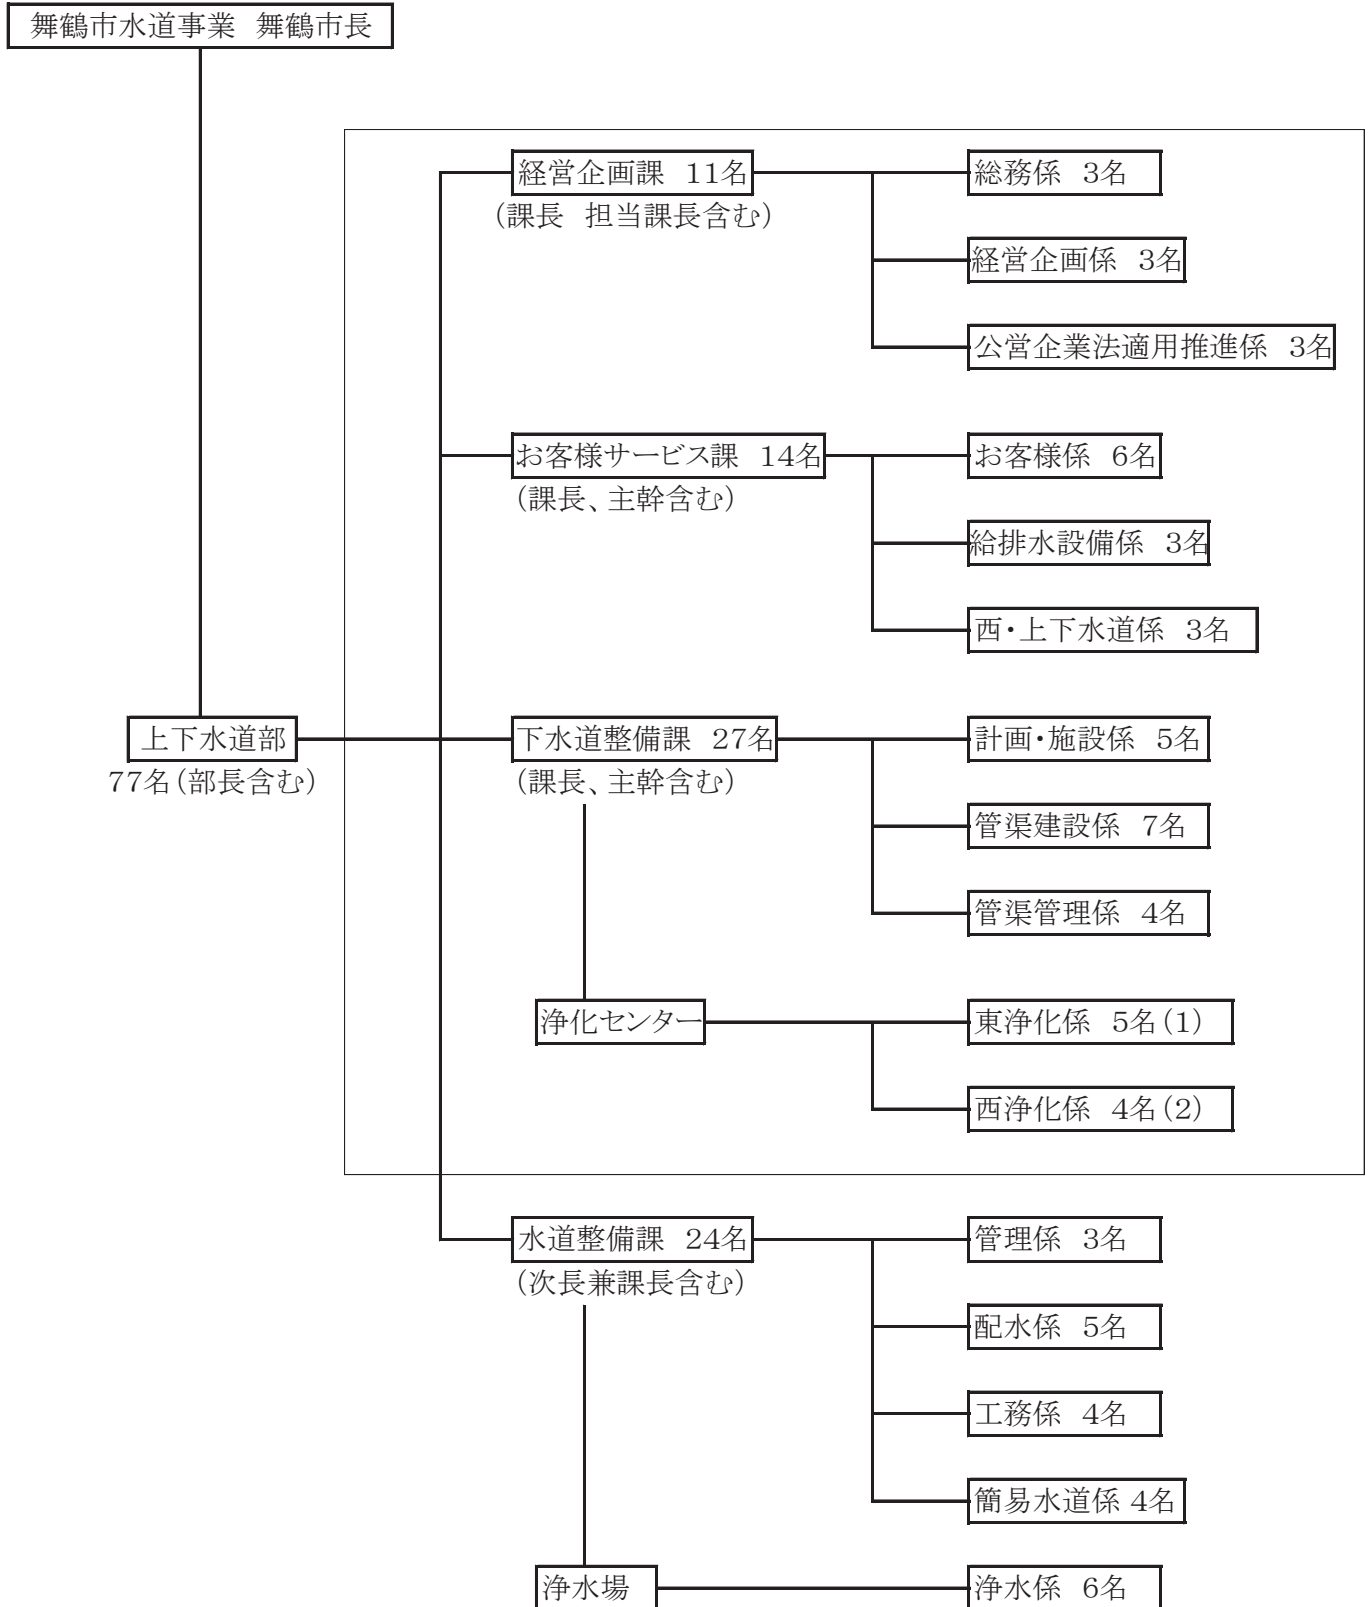 舞鶴市水道事業　舞鶴市長
経営企画課　11名
(課長　担当課長含む)
総務係　3名
経営企画係　3名
公営企業法適用推進係　3名
お客様サービス課　14名
(課長、主幹含む)
お客様係　6名
給排水設備係　3名
西・上下水道係　3名
上下水道部
77名(部長含む)
下水道整備課　27名
(課長、主幹含む)
計画・施設係　5名
管渠建設係　7名
管渠管理係　4名
浄化センター
東浄化係　5名(1)
西浄化係　4名(2)
水道整備課　24名
(次長兼課長含む)
管理係　3名
配水係　5名
工務係　4名
簡易水道係 4名
浄水場
浄水係　6名